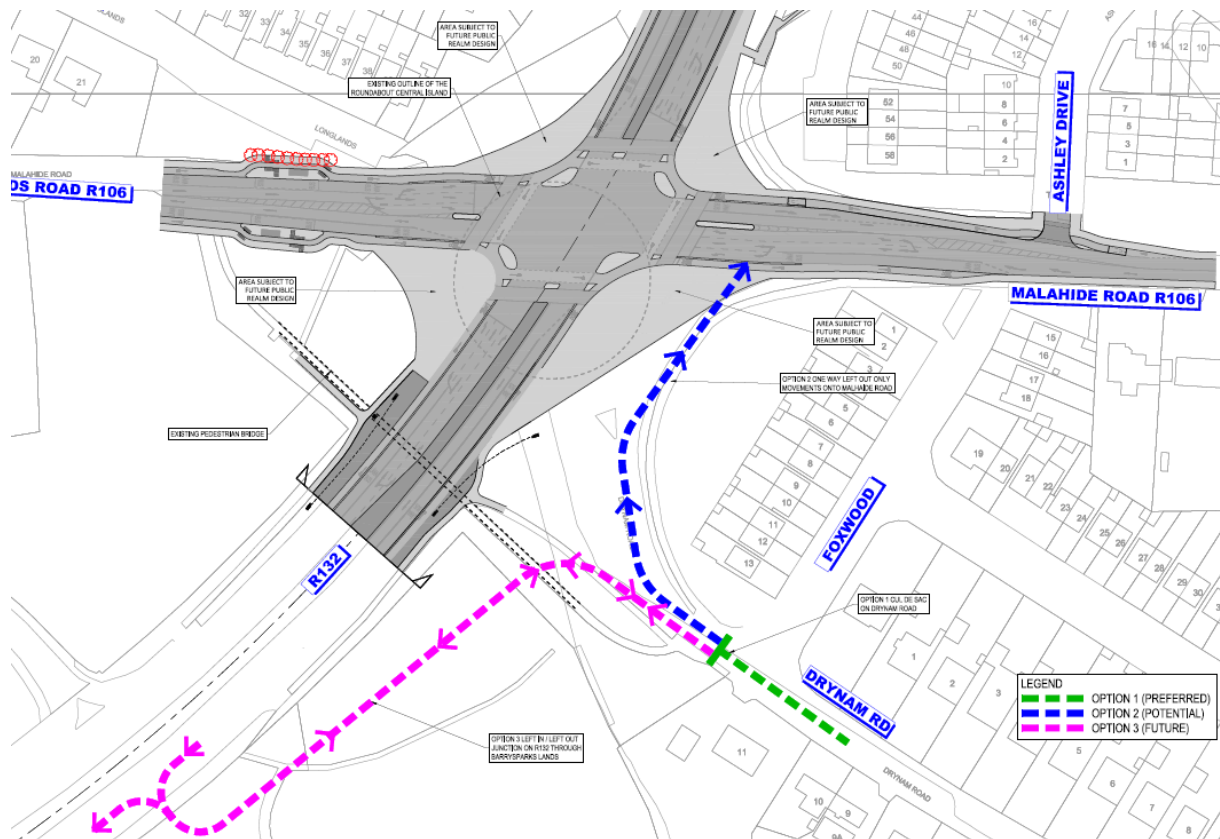 AREA SUBJECT TO
FUTURE PUBLIC
REALM DESIGN
EXISTING OUTLINE OF THE
ROUNDABOUT CENTRAL ISLAND
AREA SUBJECT TO
FUTURE PUBLIC
REALM DESIGN
ASHLEY DRIVE
LONGLANDS
MALAHIDE ROAD
DS ROAD R106
20
21
32
33
34
35
36
37
38
44
46
48
50
52
54
56
58
16
14
12
10
8
6
4
2
16
14
12
10
7
5
3
1
AREA SUBJECT TO
FUTURE PUBLIC
REALM DESIGN
MALAHIDE ROAD R106
AREA SUBJECT TO
FUTURE PUBLIC
REALM DESIGN
OPTION 2 ONE WAY LEFT OUT ONLY
MOVEMENTS ONTO MALHAIDE ROAD
EXISTING PEDESTRIAN BRIDGE
1
2
3
5
6
7
8
9
10
11
12
13
15
16
17
18
19
20
21
22
23
24
25
26
27
28
29
30
FOXWOOD
R132
OPTION 1 CUL DE SAC
ON DRYNAM ROAD
DRYNAM RD
1
2
3
5
6
7
8
LEGEND
OPTION 1 (PREFERRED)
OPTION 2 (POTENTIAL)
OPTION 3 (FUTURE)
OPTION 3 LEFT IN / LEFT OUT
JUNCTION ON R132 THROUGH
BARRYSPARKS LANDS
11
DRYNAM ROAD
10
9
9A